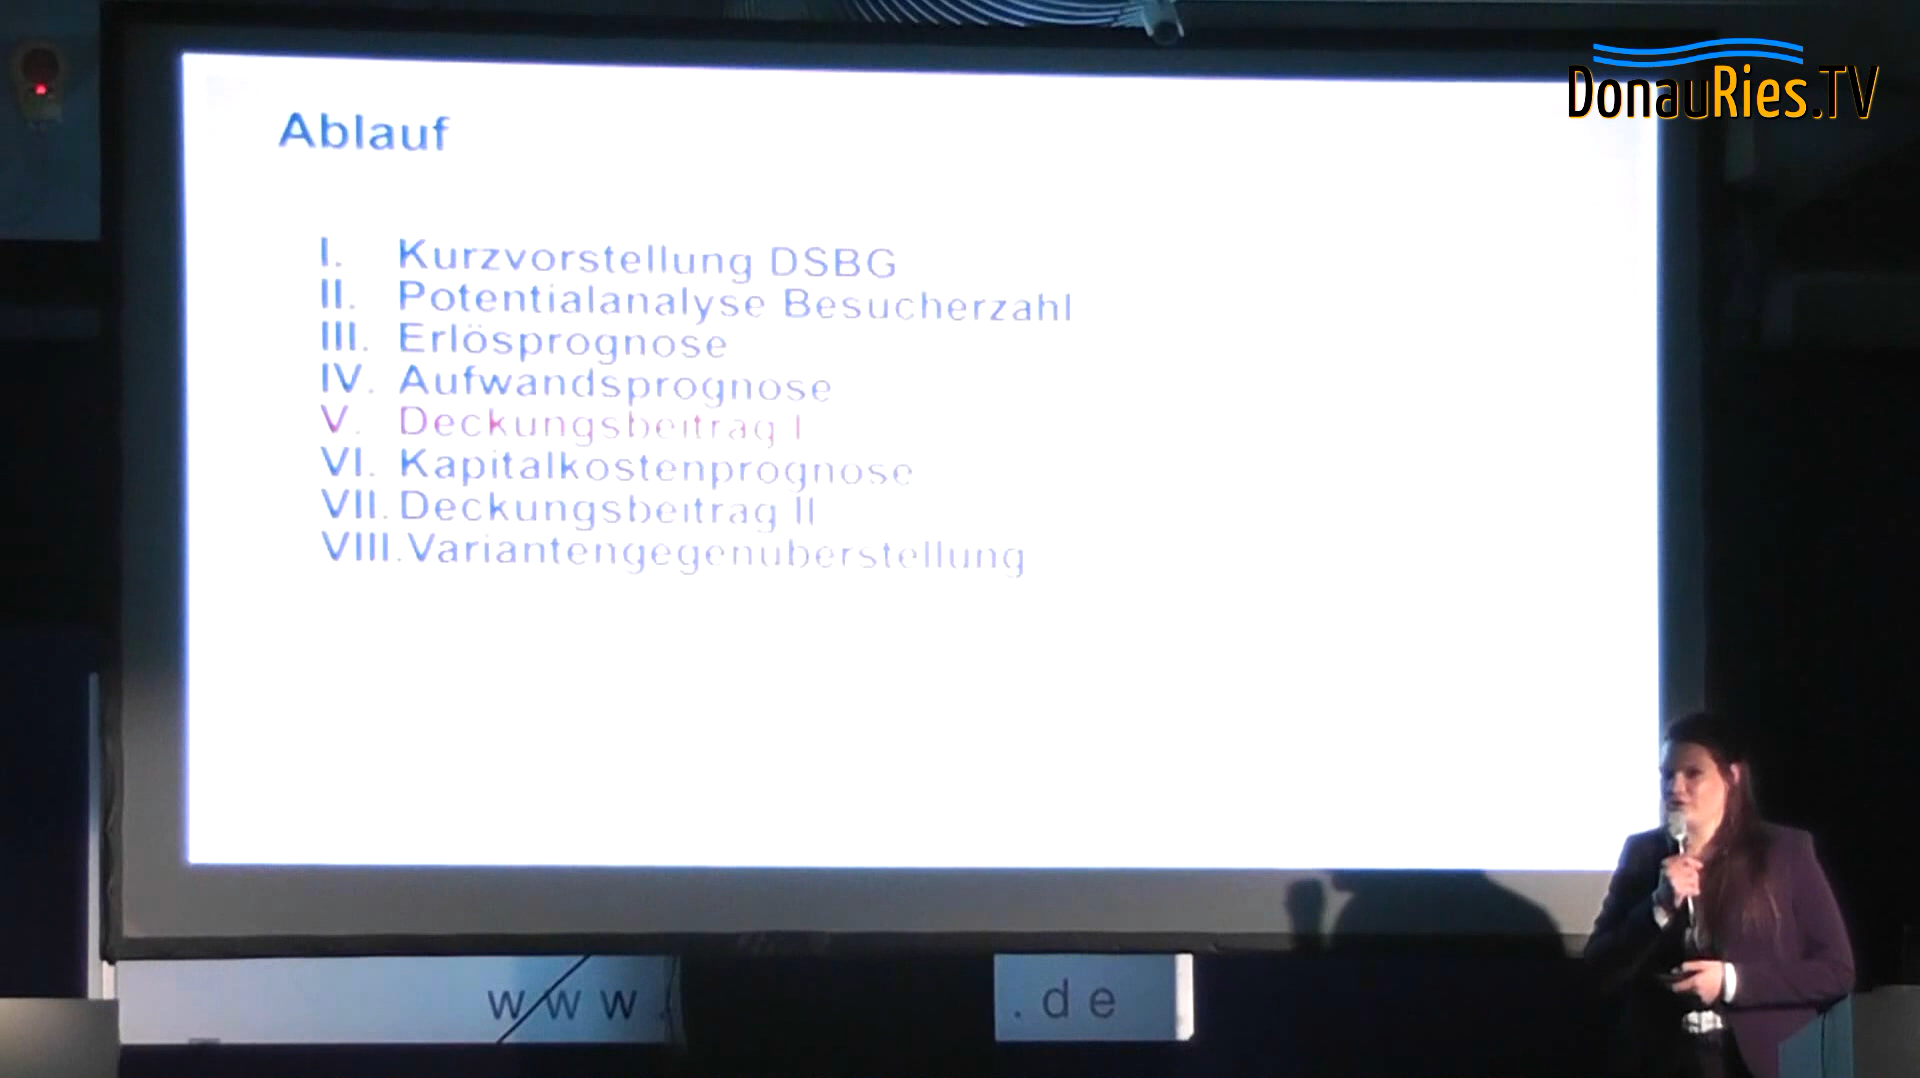 DonauRies.TV
Ablauf
I. Kurzvorstellung DSBG
II. Potentialanalyse Besucherzahl
III. Erlösprognose
IV. Aufwandsprognose
V. Deckungsbeitrag I
VI. Kapitalkostenprognose
VII. Deckungsbeitrag II
VIII. Variantengegenüberstellung
www.
.de